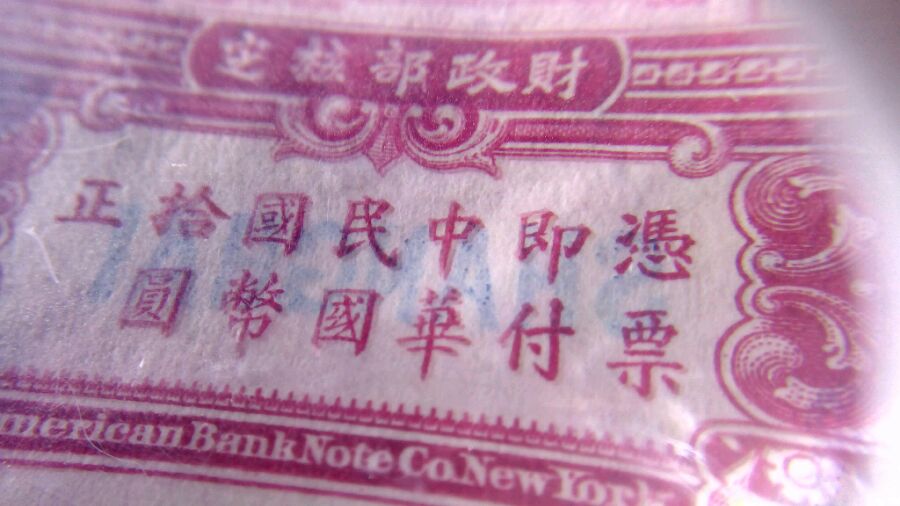 財政部核定
憑票
即付
中華
民國
國幣
拾圓
正
merican Bank Note Co. New York